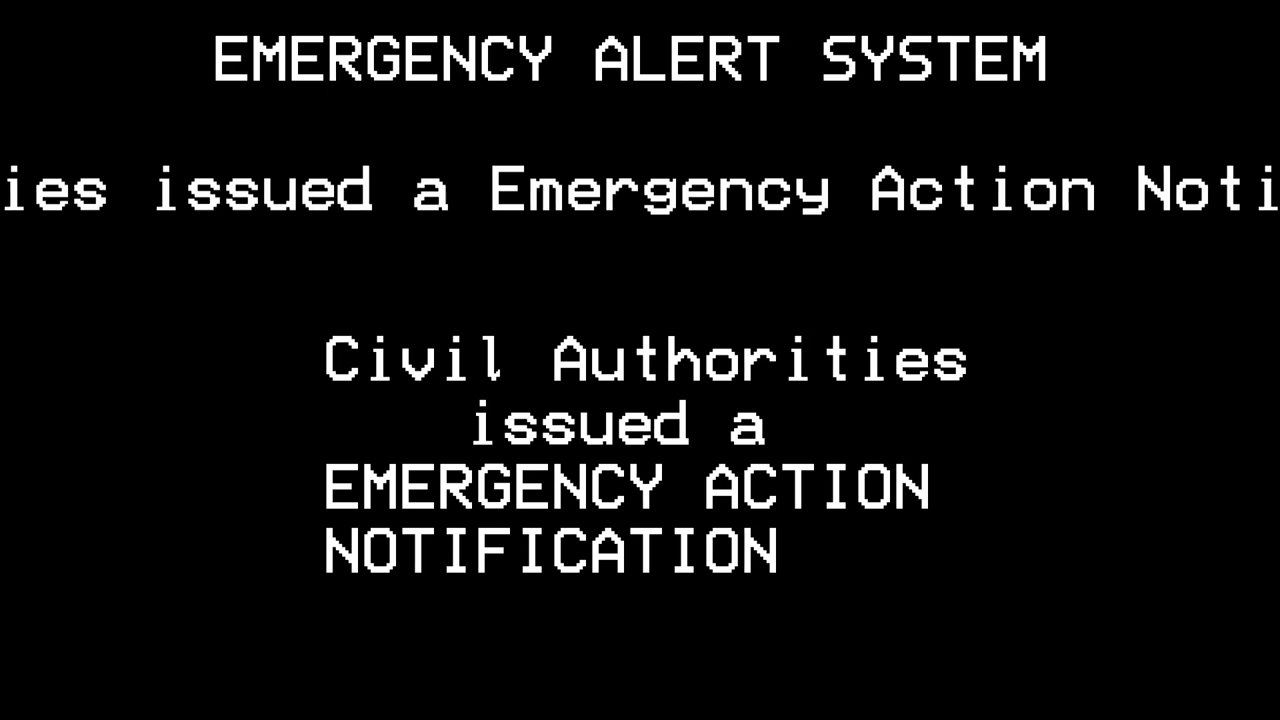 EMERGENCY ALERT SYSTEM
ies issued a Emergency Action Noti
Civil Authorities
issued a
EMERGENCY ACTION
NOTIFICATION